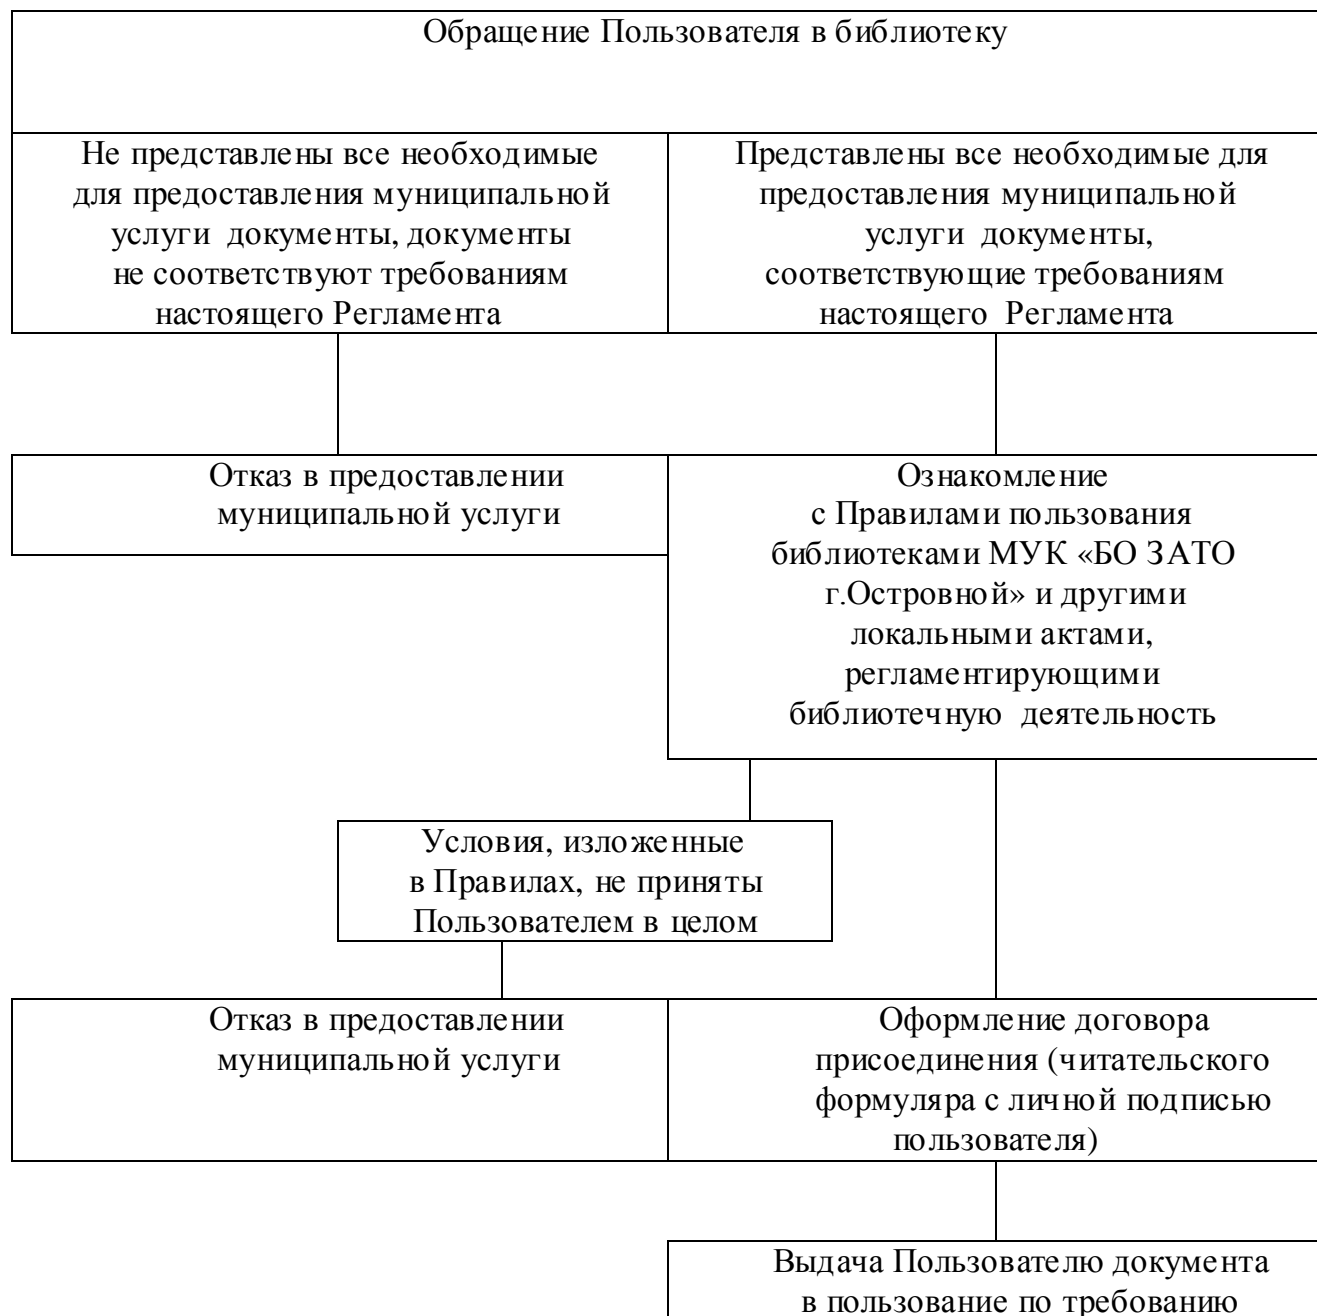 Обращение Пользователя в библиотеку
Не представлены все необходимые
для предоставления муниципальной
услуги документы, документы
не соответствуют требованиям
настоящего Регламента
Представлены все необходимые для
предоставления муниципальной
услуги документы,
соответствующие требованиям
настоящего Регламента
Отказ в предоставлении
муниципальной услуги
Ознакомление
с Правилами пользования
библиотеками МУК «БО ЗАТО
г.Островной» и другими
локальными актами,
регламентирующими
библиотечную деятельность
Условия, изложенные
в Правилах, не приняты
Пользователем в целом
Отказ в предоставлении
муниципальной услуги
Оформление договора
присоединения (читательского
формуляра с личной подписью
пользователя)
Выдача Пользователю документа
в пользование по требованию